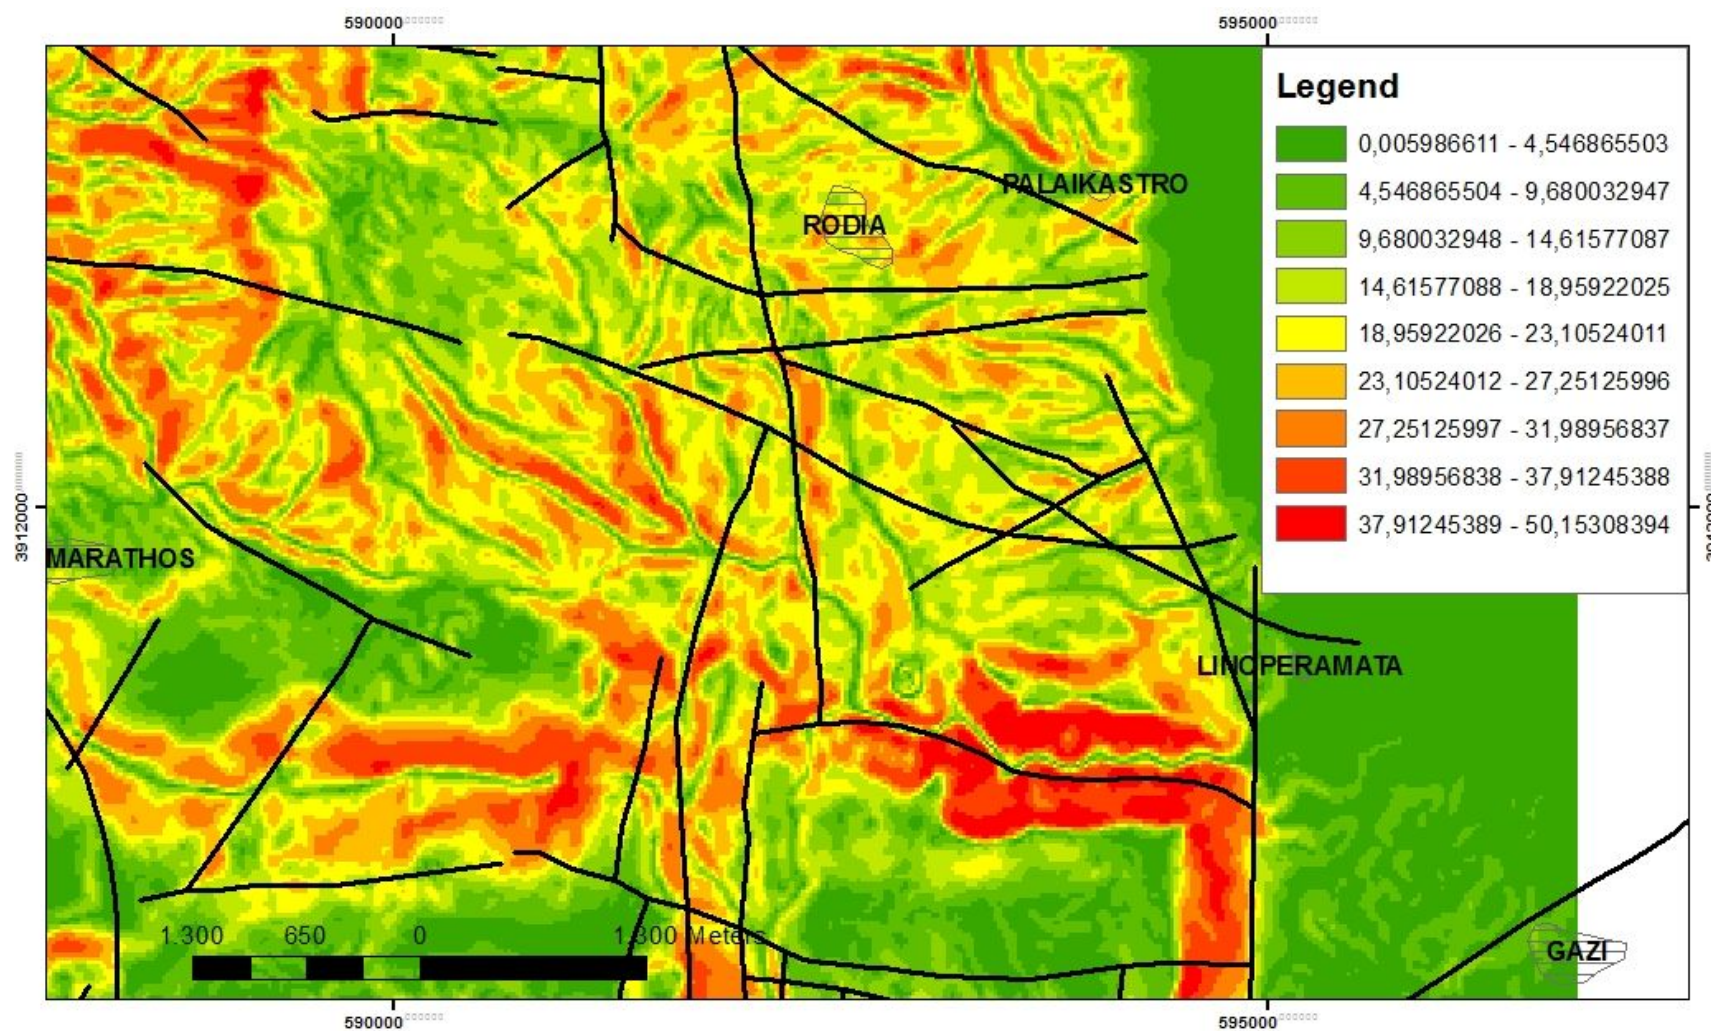 590000
595000
Legend
0,005986611 - 4,546865503
4,546865504 - 9,680032947
9,680032948 - 14,61577087
14,61577088 - 18,95922025
18,95922026 - 23,10524011
23,10524012 - 27,25125996
27,25125997 - 31,98956837
31,98956838 - 37,91245388
37,91245389 - 50,15308394
PALAIKASTRO
RODIA
3912000
MARATHOS
LINOPERAMATA
1.300 650 0 1.300 Meters
GAZI
590000
595000